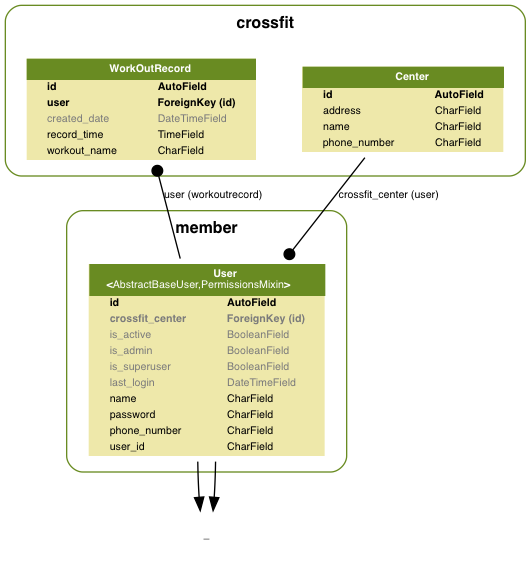 crossfit
WorkOutRecord
id AutoField
user ForeignKey (id)
created_date DateTimeField
record_time TimeField
workout_name CharField
Center
id AutoField
address CharField
name CharField
phone_number CharField
user (workoutrecord)
crossfit_center (user)
member
User
<AbstractBaseUser,PermissionsMixin>
id AutoField
crossfit_center ForeignKey (id)
is_active BooleanField
is_admin BooleanField
is_superuser BooleanField
last_login DateTimeField
name CharField
password CharField
phone_number CharField
user_id CharField
_